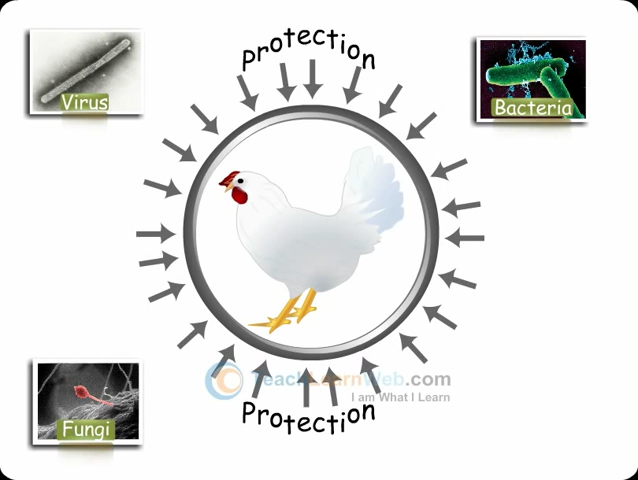 Protection
Virus
Bacteria
TeachLearnWeb.com
I am What I Learn
Protection
Fungi